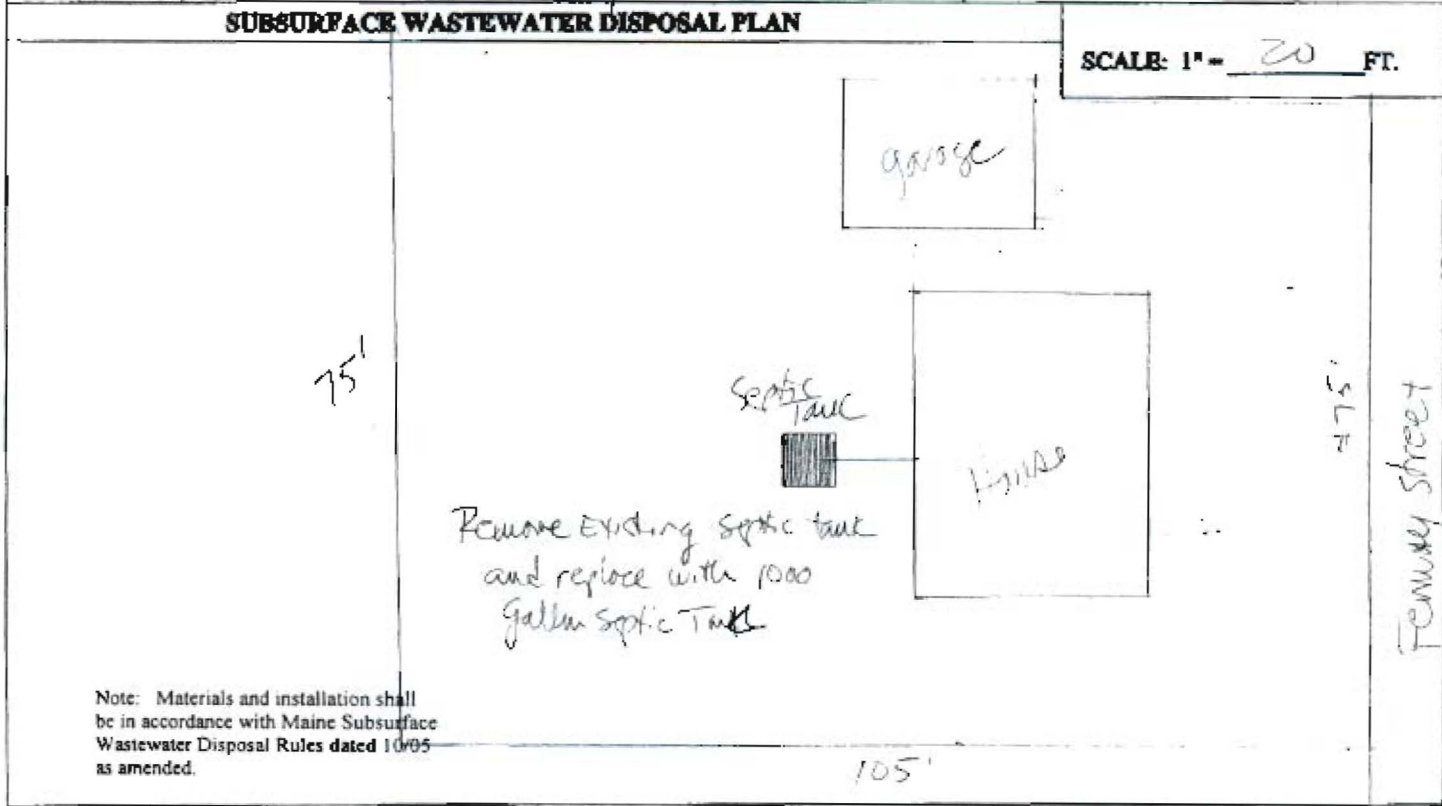 SUBSURFACE WASTEWATER DISPOSAL PLAN
SCALE: 1" = 20 FT.
garage
75'
Septic
Tank
House
75'
Street
Remove Existing septic tank
and replace with 1000
Gallon Septic Tank
Note: Materials and installation shall
be in accordance with Maine Subsurface
Wastewater Disposal Rules dated 10/05
as amended.
105'